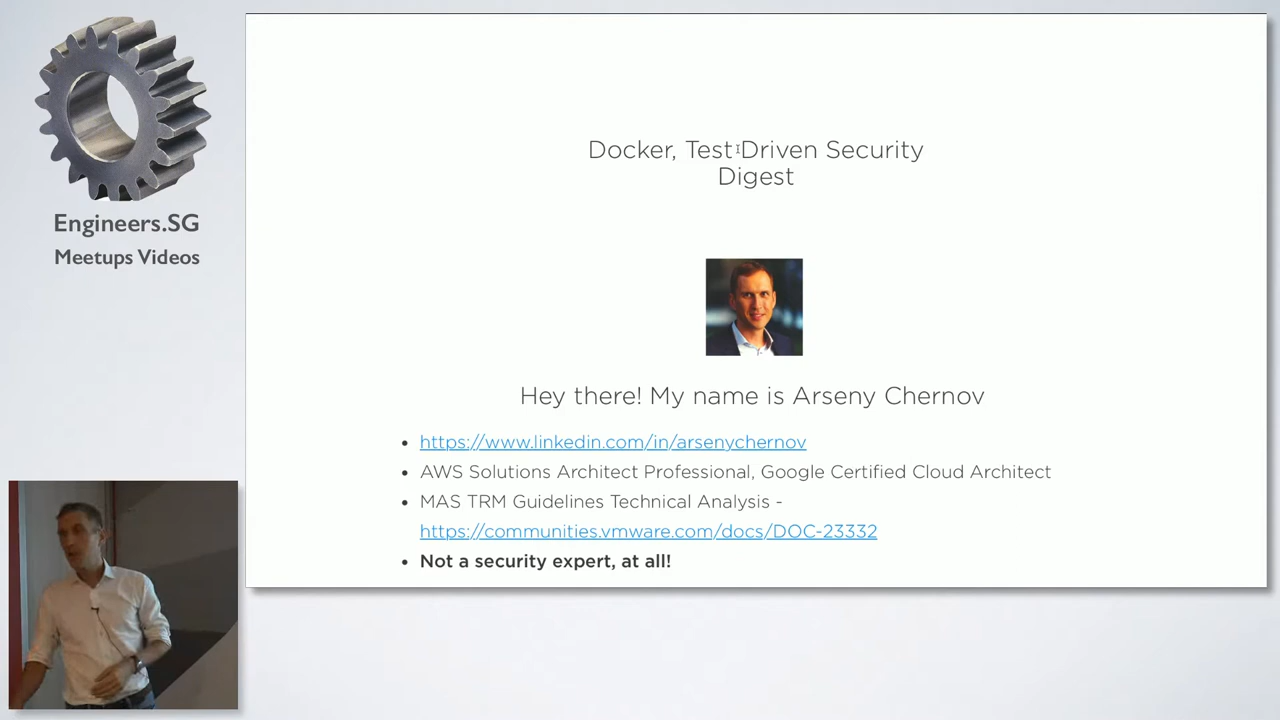 Engineers.SG
Meetups Videos
Docker, Test-Driven Security
Digest
Hey there! My name is Arseny Chernov
https://www.linkedin.com/in/arsenychernov
AWS Solutions Architect Professional, Google Certified Cloud Architect
MAS TRM Guidelines Technical Analysis -
https://communities.vmware.com/docs/DOC-23332
Not a security expert, at all!